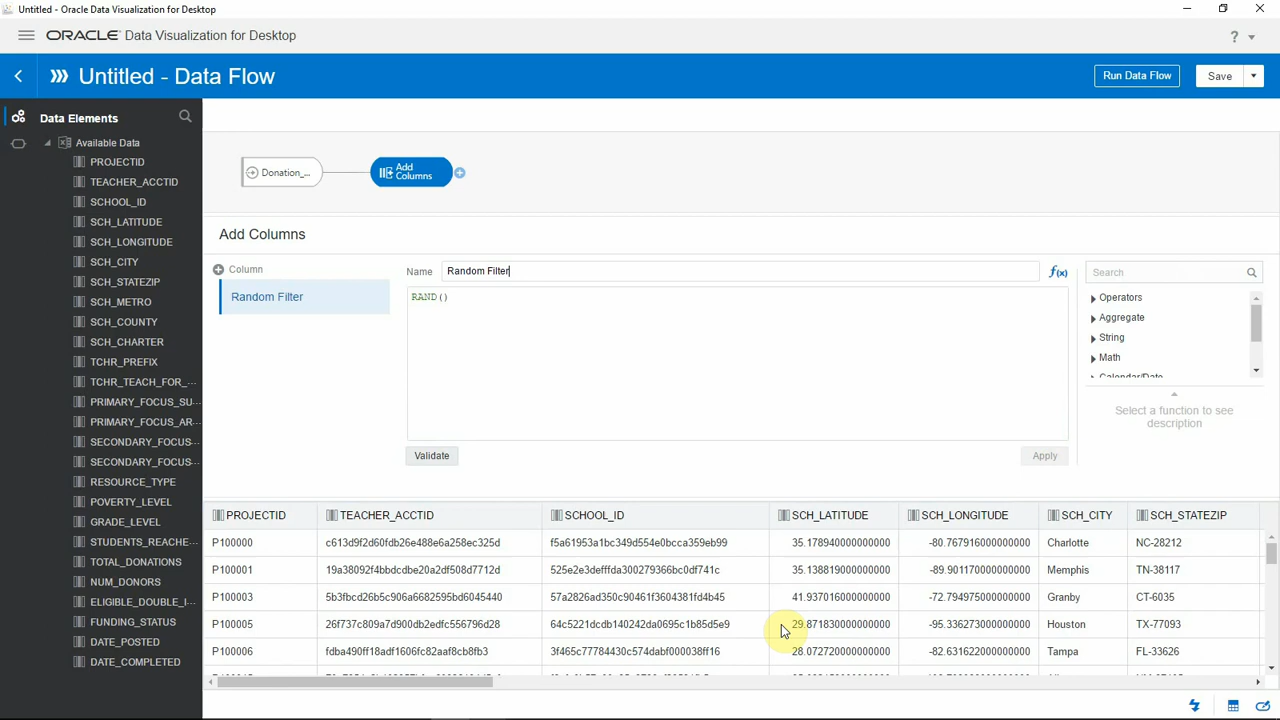 Untitled - Oracle Data Visualization for Desktop
ORACLE® Data Visualization for Desktop
Untitled - Data Flow
Run Data Flow
Save
Data Elements
Available Data
PROJECTID
TEACHER_ACCTID
SCHOOL_ID
SCH_LATITUDE
SCH_LONGITUDE
SCH_CITY
SCH_STATEZIP
SCH_METRO
SCH_COUNTY
SCH_CHARTER
TCHR_PREFIX
TCHR_TEACH_FOR_...
PRIMARY_FOCUS_SU...
PRIMARY_FOCUS_AR...
SECONDARY_FOCUS...
SECONDARY_FOCUS...
RESOURCE_TYPE
POVERTY_LEVEL
GRADE_LEVEL
STUDENTS_REACHE...
TOTAL_DONATIONS
NUM_DONORS
ELIGIBLE_DOUBLE_I...
FUNDING_STATUS
DATE_POSTED
DATE_COMPLETED
Donation_...
Add
Columns
Add Columns
Column
Random Filter
Name Random Filter
f(x)
RAND()
Validate
Apply
Search
Operators
Aggregate
String
Math
Calendar/Date
Select a function to see
description
PROJECTID TEACHER_ACCTID SCHOOL_ID SCH_LATITUDE SCH_LONGITUDE SCH_CITY SCH_STATEZIP
P100000 c613d9f2d60fdb26e488e6a258ec325d f5a61953a1bc349d554e0bcca359eb99 35.178940000000000 -80.767916000000000 Charlotte NC-28212
P100001 19a38092f4bbdcdbe20a2df508d7712d 525e2e3defffda300279366bc0df741c 35.138819000000000 -89.901170000000000 Memphis TN-38117
P100003 5b3fbcd26b5c906a6682595bd6045440 57a2826ad350c90461f3604381fd4b45 41.937016000000000 -72.794975000000000 Granby CT-6035
P100005 26f737c809a7d900db2edfc556796d28 64c5221dcdb140242da0695c1b85d5e9 29.871830000000000 -95.336273000000000 Houston TX-77093
P100006 fdba490ff18adf1606fc82aaf8cb8fb3 3f465c77784430c574dabf000038ff16 28.072720000000000 -82.631622000000000 Tampa FL-33626